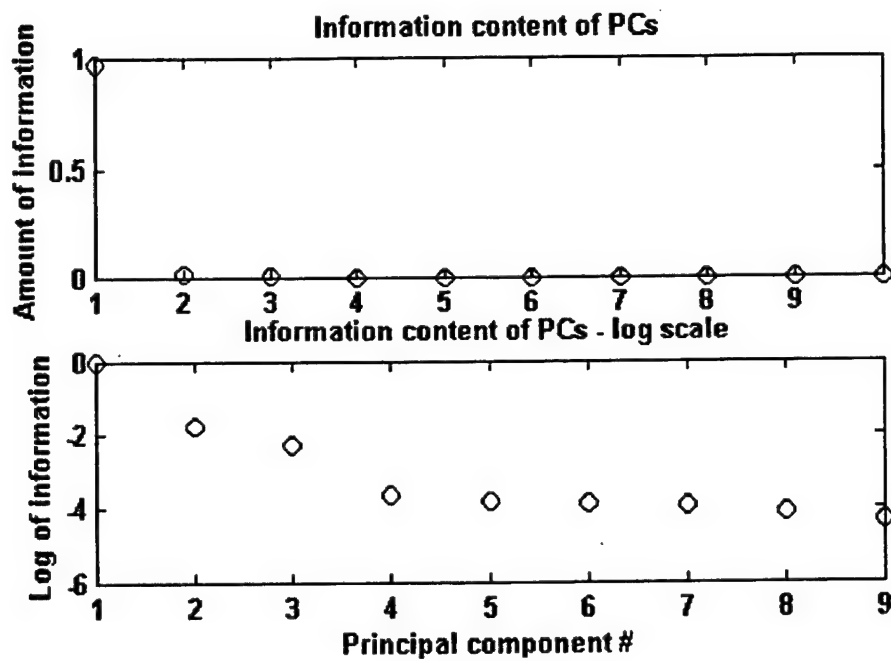 Information content of PCs
Amount of information
1
0.5
0
1 2 3 4 5 6 7 8 9
Information content of PCs - log scale
Log of information
0
-2
-4
-6
1 2 3 4 5 6 7 8 9
Principal component #